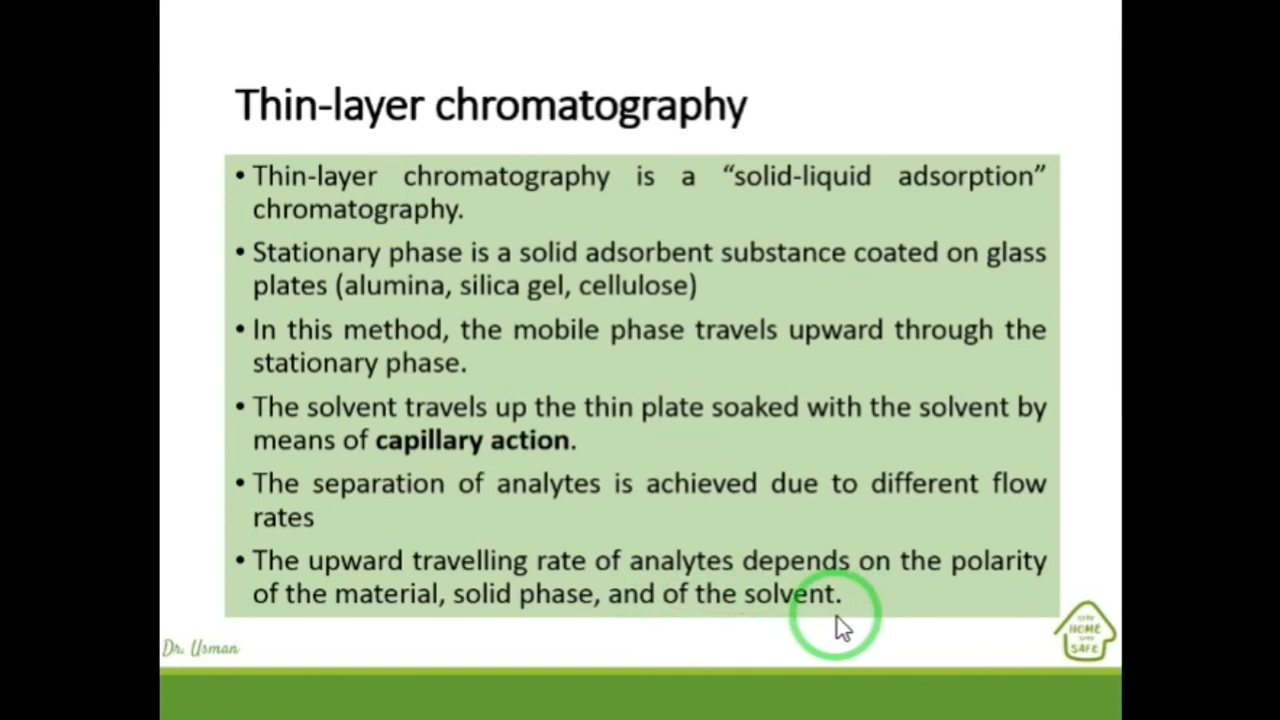 Thin-layer chromatography
• Thin-layer chromatography is a “solid-liquid adsorption”
chromatography.
• Stationary phase is a solid adsorbent substance coated on glass
plates (alumina, silica gel, cellulose)
• In this method, the mobile phase travels upward through the
stationary phase.
• The solvent travels up the thin plate soaked with the solvent by
means of capillary action.
• The separation of analytes is achieved due to different flow
rates
• The upward travelling rate of analytes depends on the polarity
of the material, solid phase, and of the solvent.
Dr. Usman
STAY
HOME
STAY
SAFE